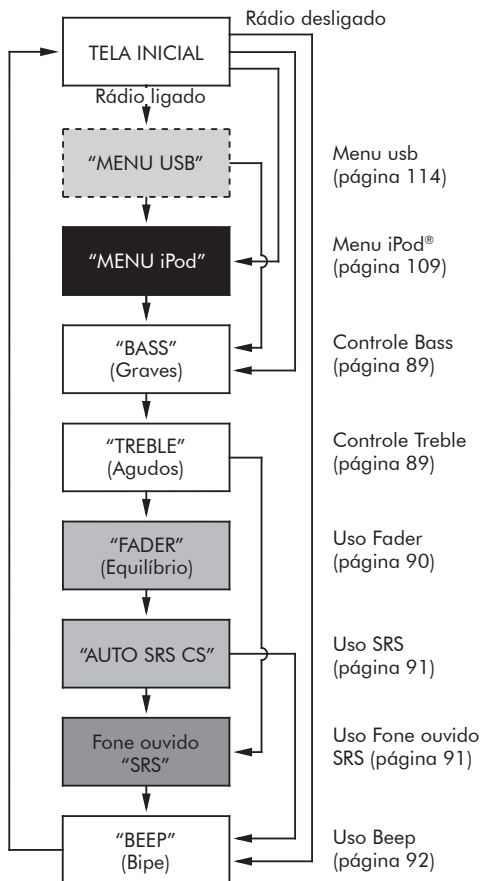 Rádio desligado
TELA INICIAL
Rádio ligado
“MENU USB”
Menu usb
(página 114)
“MENU iPod”
Menu iPod®
(página 109)
“BASS”
(Graves)
Controle Bass
(página 89)
“TREBLE”
(Agudos)
Controle Treble
(página 89)
“FADER”
(Equilíbrio)
Uso Fader
(página 90)
“AUTO SRS CS”
Uso SRS
(página 91)
Fone ouvido
“SRS”
Uso Fone ouvido
SRS (página 91)
“BEEP”
(Bipe)
Uso Beep
(página 92)